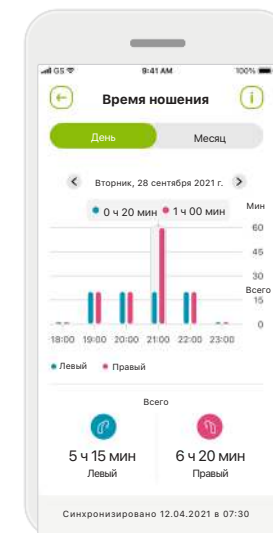 GS 9:41 AM 100%
Время ношения
День Месяц
Вторник, 28 сентября 2021 г.
0 ч 20 мин 1 ч 00 мин
Мин
60
45
30
Всего
15
0
18:00 19:00 20:00 21:00 22:00 23:00
Левый Правый
Всего
5 ч 15 мин 6 ч 20 мин
Левый Правый
Синхронизировано 12.04.2021 в 07:30